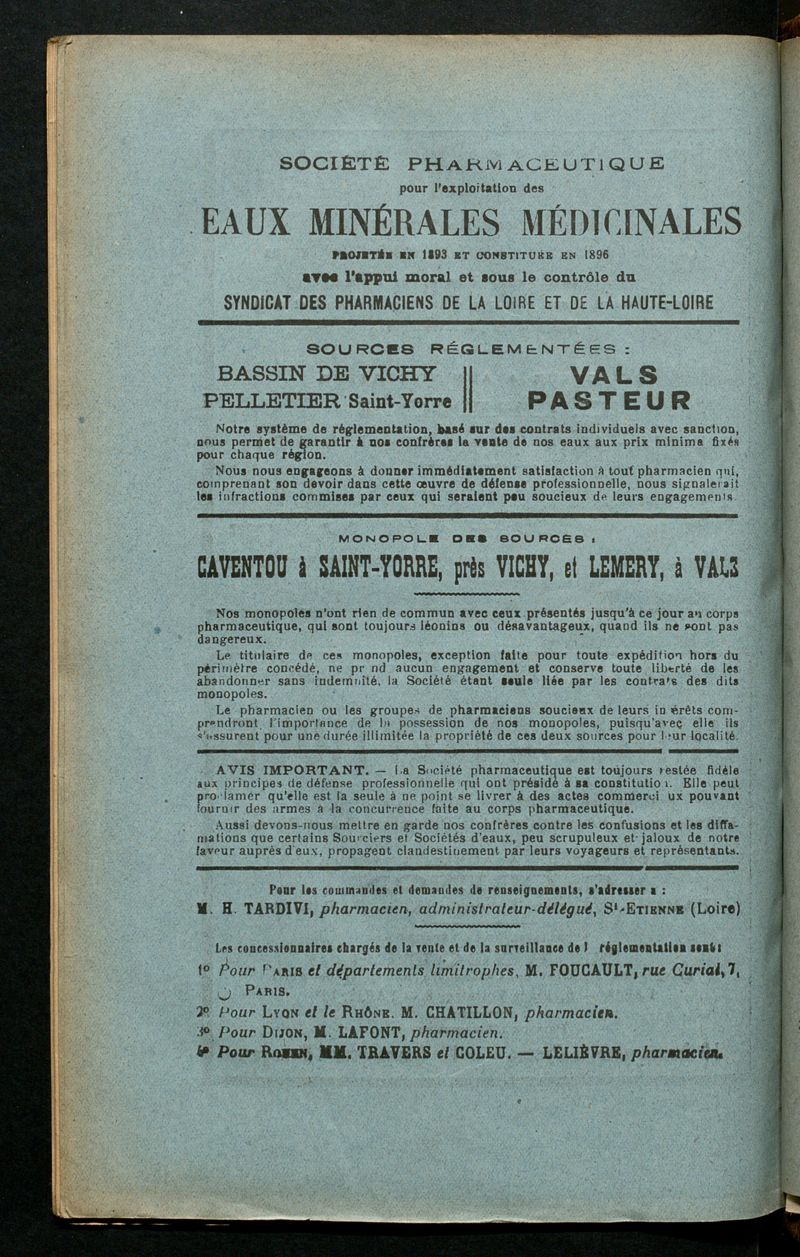 SOCIÉTÉ PHARMACEUTIQUE
pour l'exploitation des
EAUX MINÉRALES MÉDICINALES
PROJETÉE EN 1893 ET CONSTITUÉE EN 1896
avec l'appui moral et sous le contrôle du
SYNDICAT DES PHARMACIENS DE LA LOIRE ET DE LA HAUTE-LOIRE
SOURCES RÉGLEMENTÉES :
BASSIN DE VICHY
PELLETIER Saint-Yorre
VALS
PASTEUR
Notre système de réglementation, basé sur des contrats individuels avec sanction,
nous permet de garantir à nos confrères la vente de nos eaux aux prix minima fixés
pour chaque région.
Nous nous engageons à donner immédiatement satisfaction à tout pharmacien qui,
comprenant son devoir dans cette œuvre de défense professionnelle, nous signalerait
les infractions commises par ceux qui seraient peu soucieux de leurs engagements.
MONOPOLE DES SOURCES :
CAVENTOU à SAINT-YORRE, près VICHY, et LEMERY, à VALS
Nos monopoles n'ont rien de commun avec ceux présentés jusqu'à ce jour au corps
pharmaceutique, qui sont toujours léonins ou désavantageux, quand ils ne sont pas
dangereux.
Le titulaire de ces monopoles, exception faite pour toute expédition hors du
périmètre concédé, ne pr nd aucun engagement et conserve toute liberté de les
abandonner sans indemnité, la Société étant seule liée par les contrats des dits
monopoles.
Le pharmacien ou les groupes de pharmaciens soucieux de leurs in érêts com-
prendront l'importance de la possession de nos monopoles, puisqu'avec elle ils
s'assurent pour une durée illimitée la propriété de ces deux sources pour leur localité.
AVIS IMPORTANT. — La Société pharmaceutique est toujours restée fidèle
aux principes de défense professionnelle qui ont présidé à sa constitution. Elle peut
proclamer qu'elle est la seule à ne point se livrer à des actes commerci ux pouvant
fournir des armes à la concurrence faite au corps pharmaceutique.
Aussi devons-nous mettre en garde nos confrères contre les confusions et les diffa-
mations que certains Sourciers et Sociétés d'eaux, peu scrupuleux et jaloux de notre
faveur auprès d'eux, propagent clandestinement par leurs voyageurs et représentants.
Pour les commandes et demandes de renseignements, s'adresser à :
M. H. TARDIVI, pharmacien, administrateur-délégué, St-ETIENNE (Loire)
Les concessionnaires chargés de la vente et de la surveillance de l réglementation sont :
1º Pour PARIS et départements limitrophes, M. FOUCAULT, rue Curial, 7,
PARIS.
2º Pour LYON et le RHÔNE. M. CHATILLON, pharmacien.
3º Pour DIJON, M. LAFONT, pharmacien.
4º Pour ROUEN, MM. TRAVERS et COLEU. — LELIÈVRE, pharmacien.